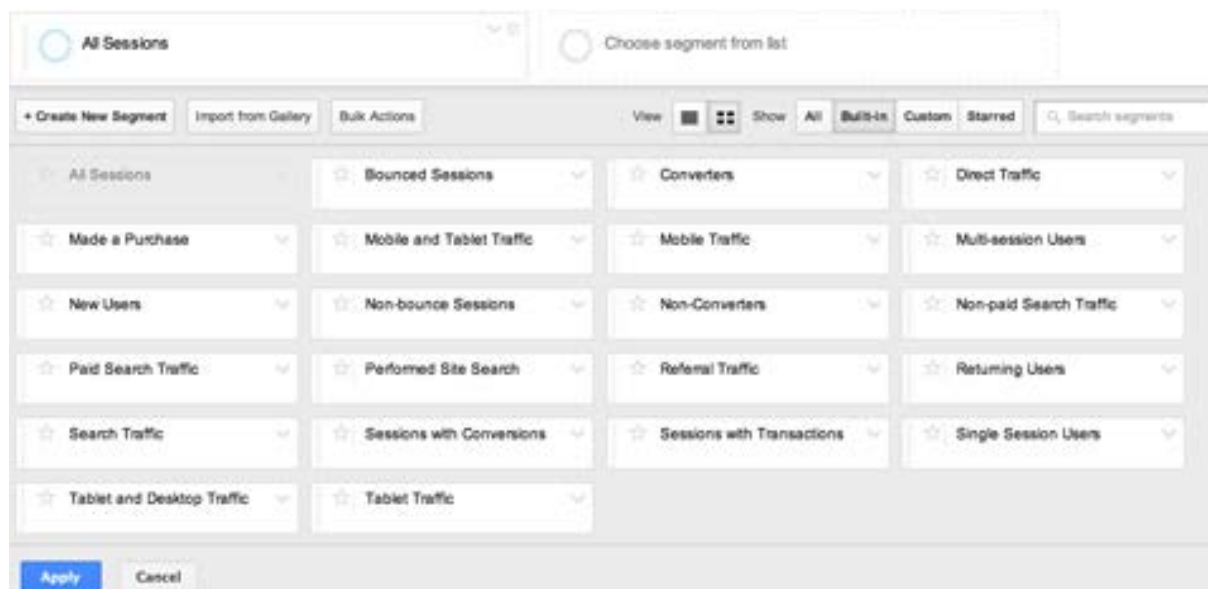 All Sessions Choose segment from list
+ Create New Segment Import from Gallery Bulk Actions View Show All Built-in Custom Starred Search segments
All Sessions Bounced Sessions Converters Direct Traffic
Made a Purchase Mobile and Tablet Traffic Mobile Traffic Multi-session Users
New Users Non-bounce Sessions Non-Converters Non-paid Search Traffic
Paid Search Traffic Performed Site Search Referral Traffic Returning Users
Search Traffic Sessions with Conversions Sessions with Transactions Single Session Users
Tablet and Desktop Traffic Tablet Traffic
Apply Cancel